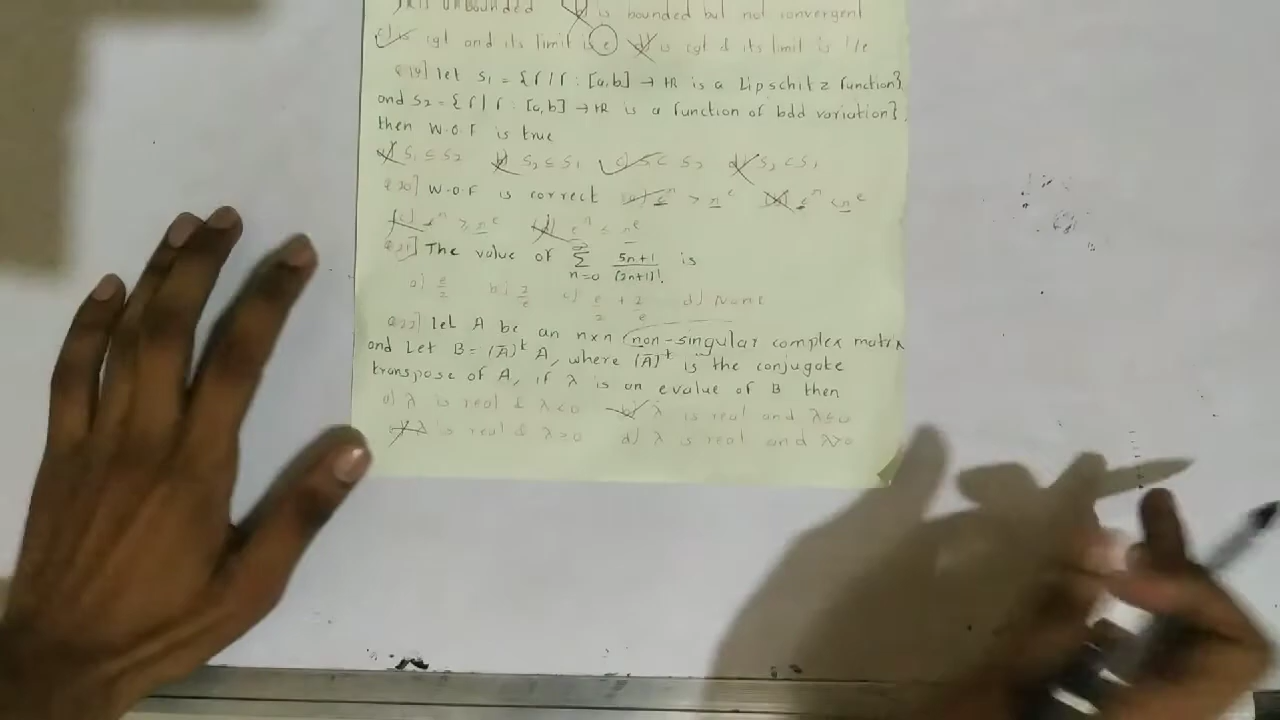 is bounded but not convergent
is cgt and its limit is e d) is cgt & its limit is 1/e
Q19] let S1 = {f/f : [a,b] → IR is a Lipschitz function}
and S2 = {f/f : [a,b] → IR is a function of bdd variation}.
then W.O.F is true
a) S1 ⊆ S2 b) S2 ⊆ S1 c) S1 ⊂ S2 d) S2 ⊂ S1
Q20] W.O.F is correct a) e^π > π^e b) e^π < π^e
c) e^π ≥ π^e d) e^π ≤ π^e
Q21] The value of ∑_{n=0}^{∞} (5n+1)/(2n+1)! is
a) e/2 b) 2/e c) e/2 + 2/e d) None
Q22] let A be an n×n non-singular complex matrix
and Let B = (Ā)^t A, where (Ā)^t is the conjugate
transpose of A, if λ is an evalue of B then
a) λ is real & λ<0 b) λ is real and λ≤0
c) λ is real & λ≥0 d) λ is real and λ>0